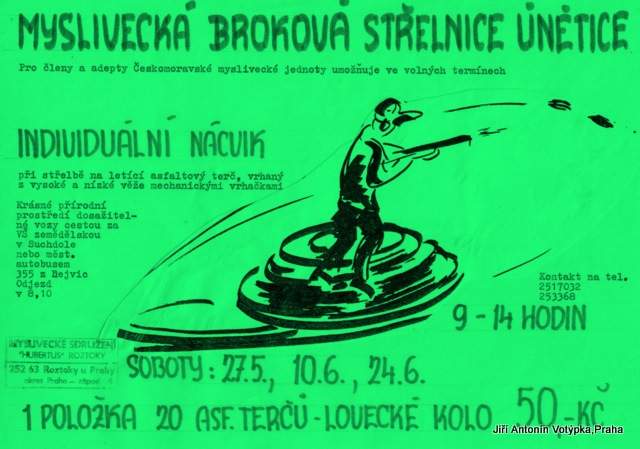 MYSLIVECKÁ BROKOVÁ STŘELNICE ÚNĚTICE
Pro členy a adepty Českomoravské myslivecké jednoty umožňuje ve volných termínech
INDIVIDUÁLNÍ NÁCVIK
při střelbě na letící asfaltový terč, vrhaný
z vysoké a nízké věže mechanickými vrhačkami
Krásné přírodní
prostředí dosažitel-
né vozy cestou za
VŠ zemědělskou
v Suchdole
nebo měst.
autobusem
355 z Dejvic
Odjezd
v 8,10
Kontakt na tel.
2517032
253368
9 - 14 HODIN
MYSLIVECKÉ SDRUŽENÍ
"HUBERTUS" ROZTOKY
252 63 Roztoky u Prahy
okres Praha - západ
SOBOTY: 27.5., 10.6., 24.6.
1 POLOŽKA 20 ASF. TERČŮ - LOVECKÉ KOLO 50,-KČ
Jiří Antonín Votýpka,Praha